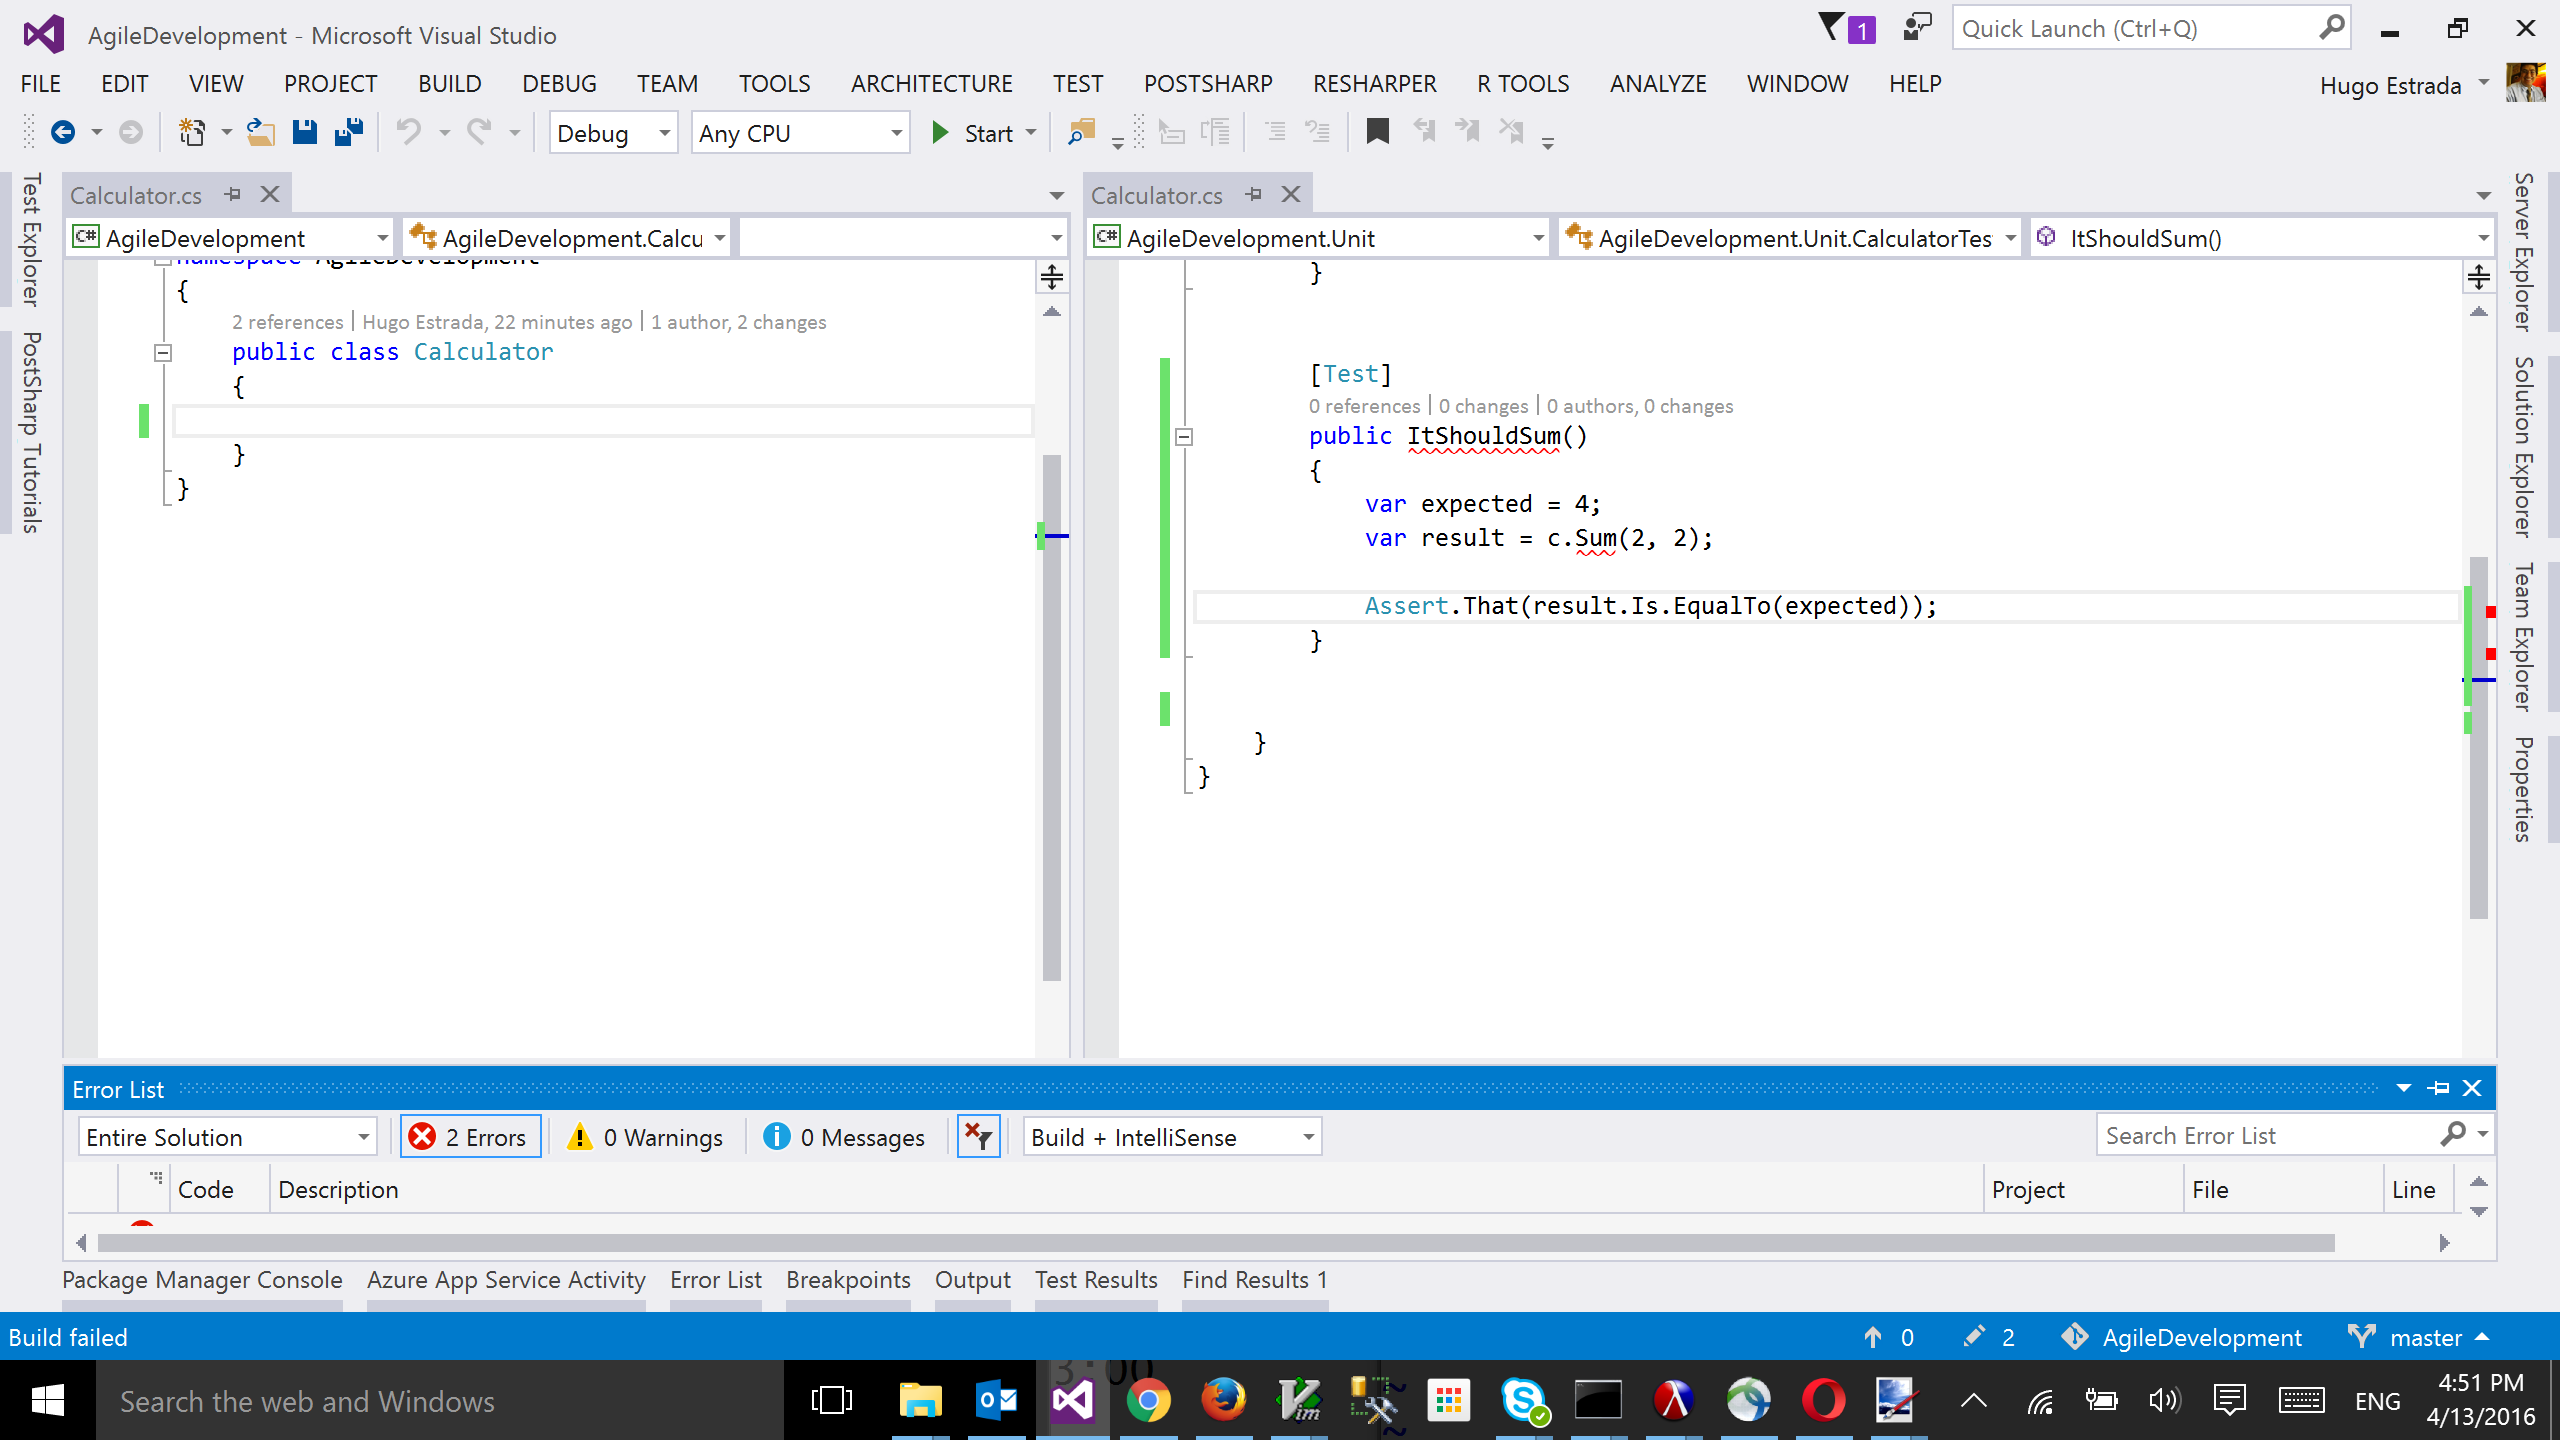 AgileDevelopment - Microsoft Visual Studio
1
Quick Launch (Ctrl+Q)
FILE EDIT VIEW PROJECT BUILD DEBUG TEAM TOOLS ARCHITECTURE TEST POSTSHARP RESHARPER R TOOLS ANALYZE WINDOW HELP
Hugo Estrada
Debug Any CPU Start
Test Explorer
PostSharp Tutorials
Calculator.cs
C# AgileDevelopment AgileDevelopment.Calcu
namespace AgileDevelopment
{
2 references | Hugo Estrada, 22 minutes ago | 1 author, 2 changes
public class Calculator
{
}
}
Calculator.cs
C# AgileDevelopment.Unit AgileDevelopment.Unit.CalculatorTes ItShouldSum()
}
[Test]
0 references | 0 changes | 0 authors, 0 changes
public ItShouldSum()
{
var expected = 4;
var result = c.Sum(2, 2);
Assert.That(result.Is.EqualTo(expected));
}
}
}
Server Explorer
Solution Explorer
Team Explorer
Properties
Error List
Entire Solution 2 Errors 0 Warnings 0 Messages Build + IntelliSense Search Error List
Code Description Project File Line
Package Manager Console Azure App Service Activity Error List Breakpoints Output Test Results Find Results 1
Build failed 0 2 AgileDevelopment master
Search the web and Windows
3:00
Vim
ENG
4:51 PM
4/13/2016